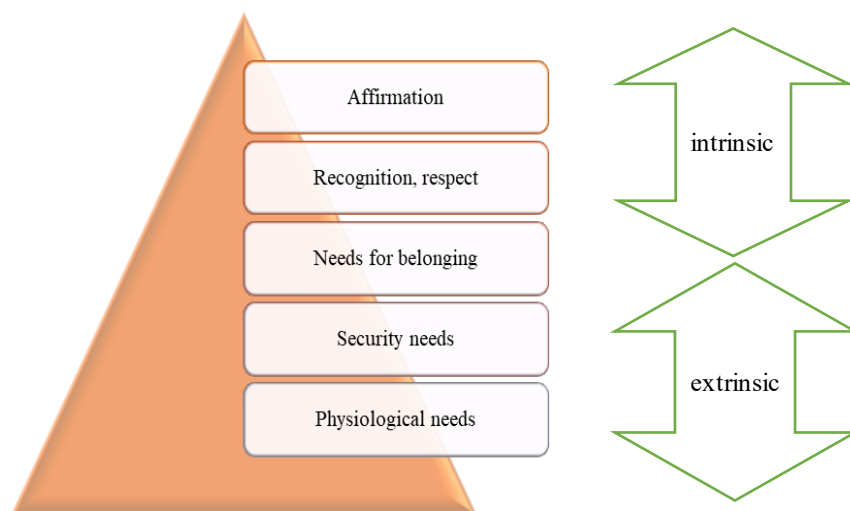 Affirmation
Recognition, respect
Needs for belonging
Security needs
Physiological needs
intrinsic
extrinsic